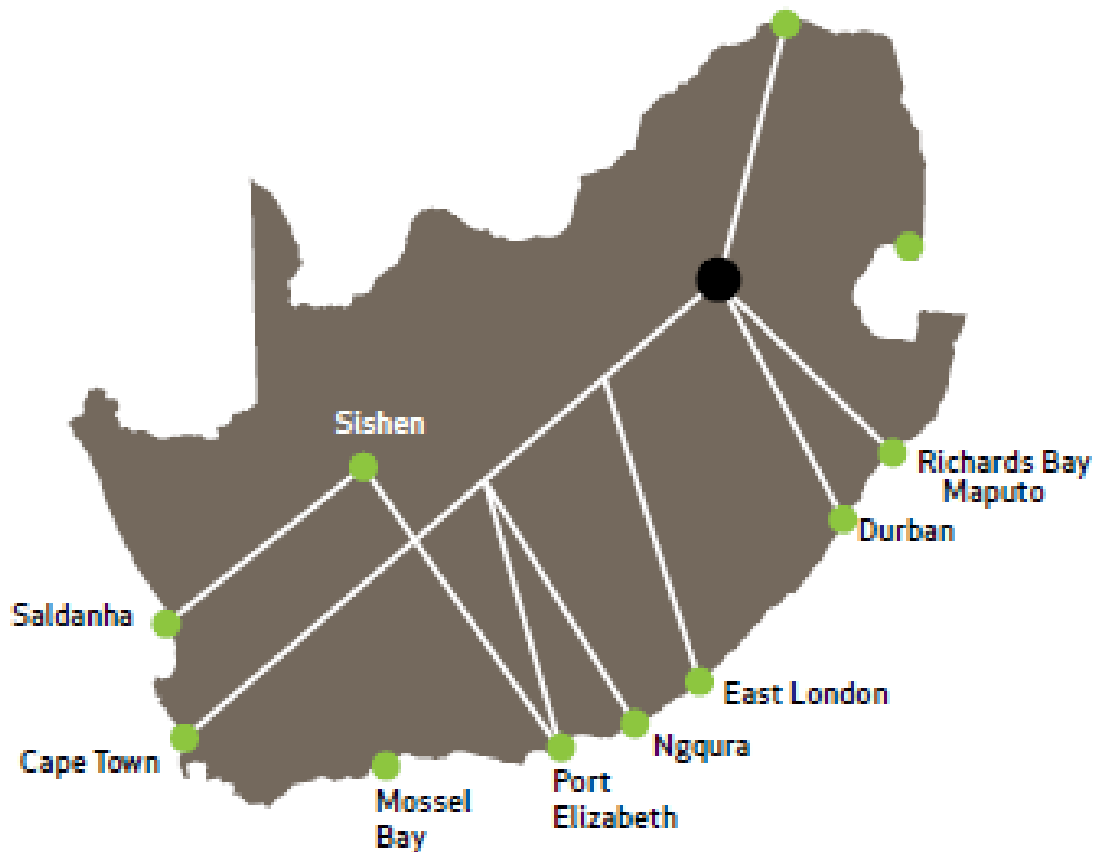 Sishen
Richards Bay
Maputo
Durban
Saldanha
East London
Ngqura
Cape Town
Port
Elizabeth
Mossel
Bay